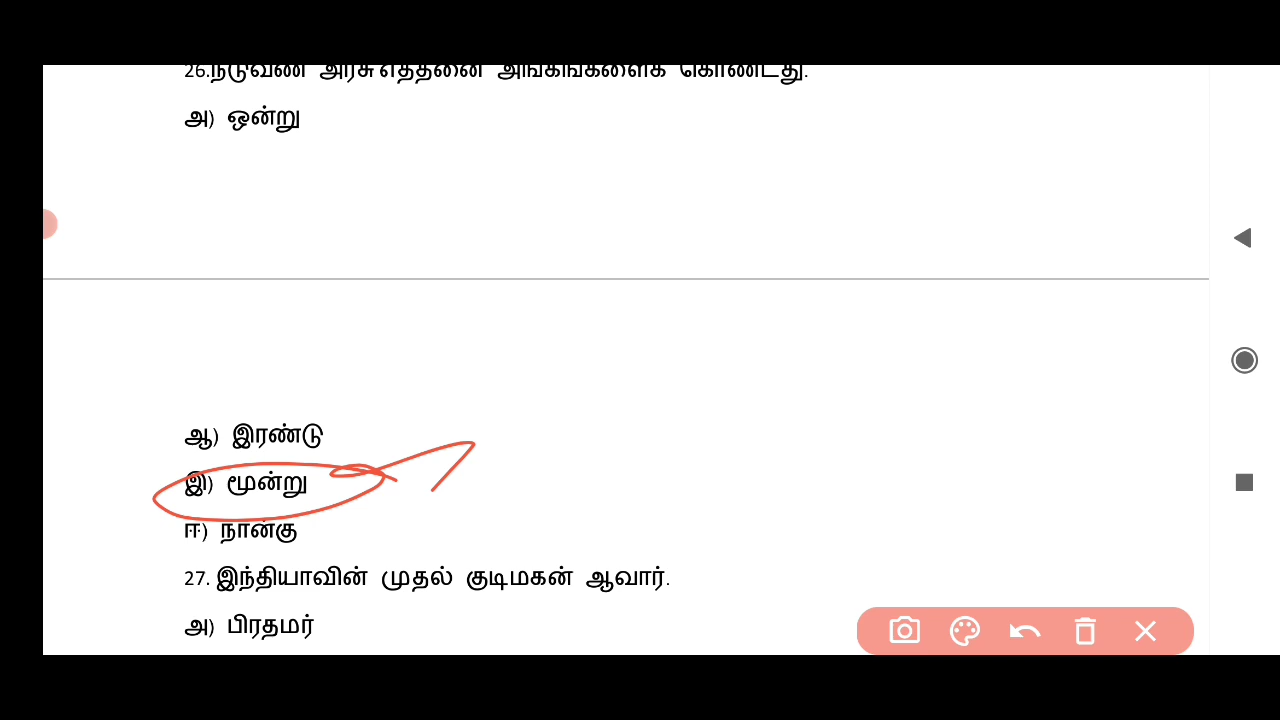 26.நடுவண் அரசு எத்தனை அங்கங்களைக் கொண்டது.
அ) ஒன்று
ஆ) இரண்டு
இ) மூன்று
ஈ) நான்கு
27. இந்தியாவின் முதல் குடிமகன் ஆவார்.
அ) பிரதமர்